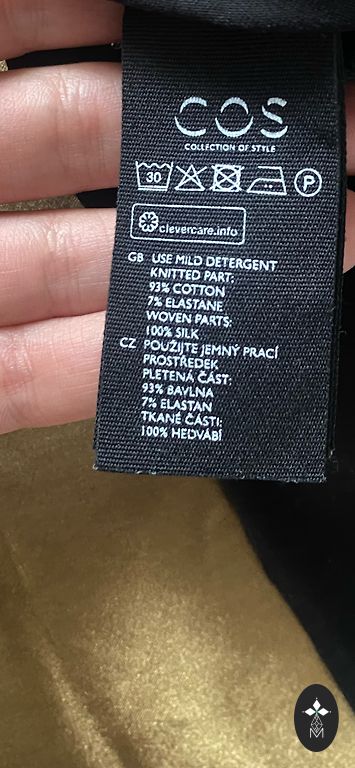 COS
COLLECTION OF STYLE
30 P
clevercare.info
GB USE MILD DETERGENT
KNITTED PART:
93% COTTON
7% ELASTANE
WOVEN PARTS:
100% SILK
CZ POUŽIJTE JEMNÝ PRACÍ
PROSTŘEDEK
PLETENÁ ČÁST:
93% BAVLNA
7% ELASTAN
TKANÉ ČÁSTI:
100% HEDVÁBÍ
M